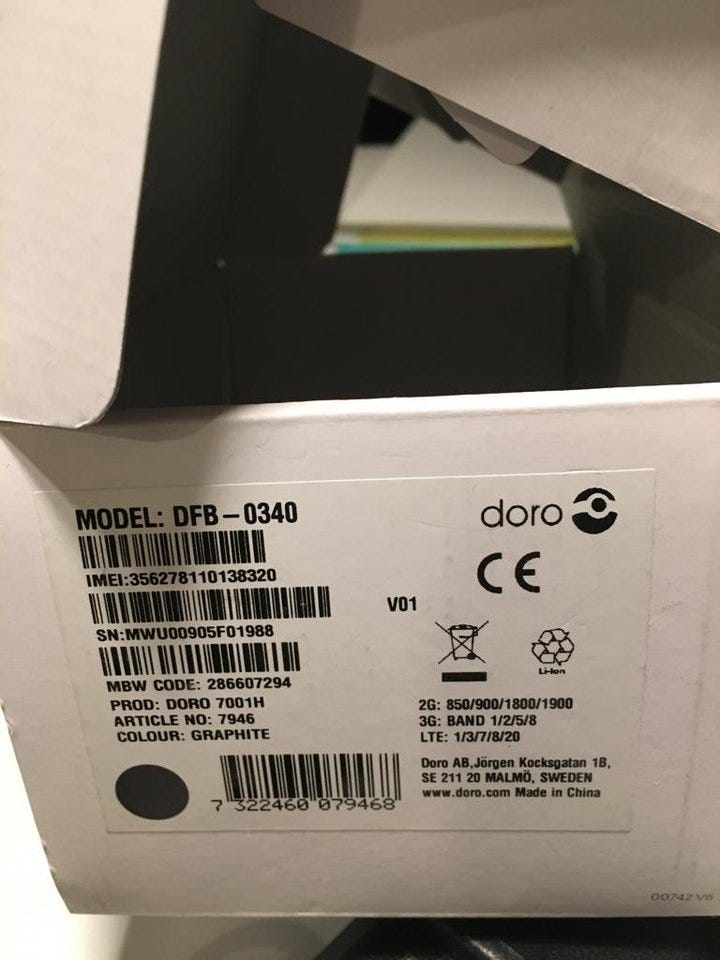 MODEL: DFB-0340
doro
IMEI:356278110138320
CE
SN:MWU00905F01988
V01
MBW CODE: 286607294
Li-Ion
PROD: DORO 7001H
ARTICLE NO: 7946
COLOUR: GRAPHITE
2G: 850/900/1800/1900
3G: BAND 1/2/5/8
LTE: 1/3/7/8/20
Doro AB,Jörgen Kocksgatan 1B,
SE 211 20 MALMÖ, SWEDEN
www.doro.com Made in China
7 322460 079468
00742 V6